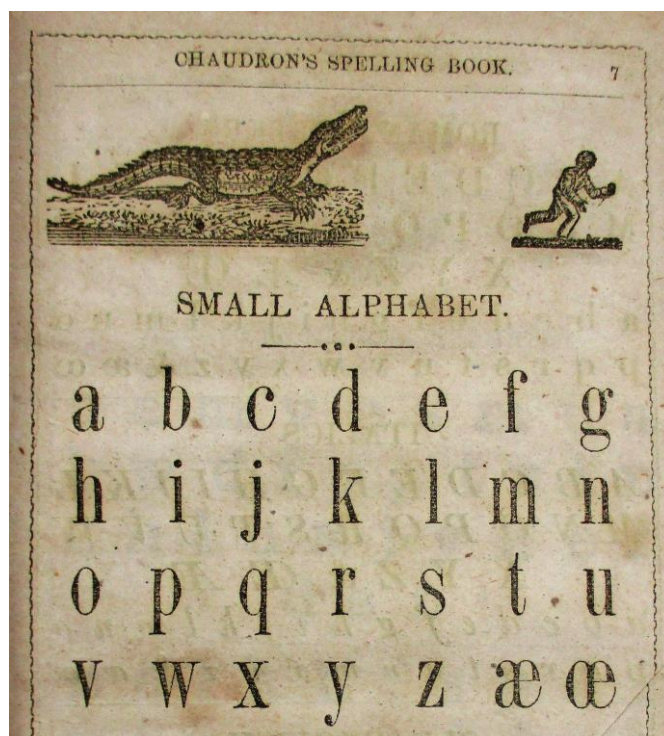 CHAUDRON'S SPELLING BOOK. 7
SMALL ALPHABET.
a b c d e f g
h i j k l m n
o p q r s t u
v w x y z æ œ